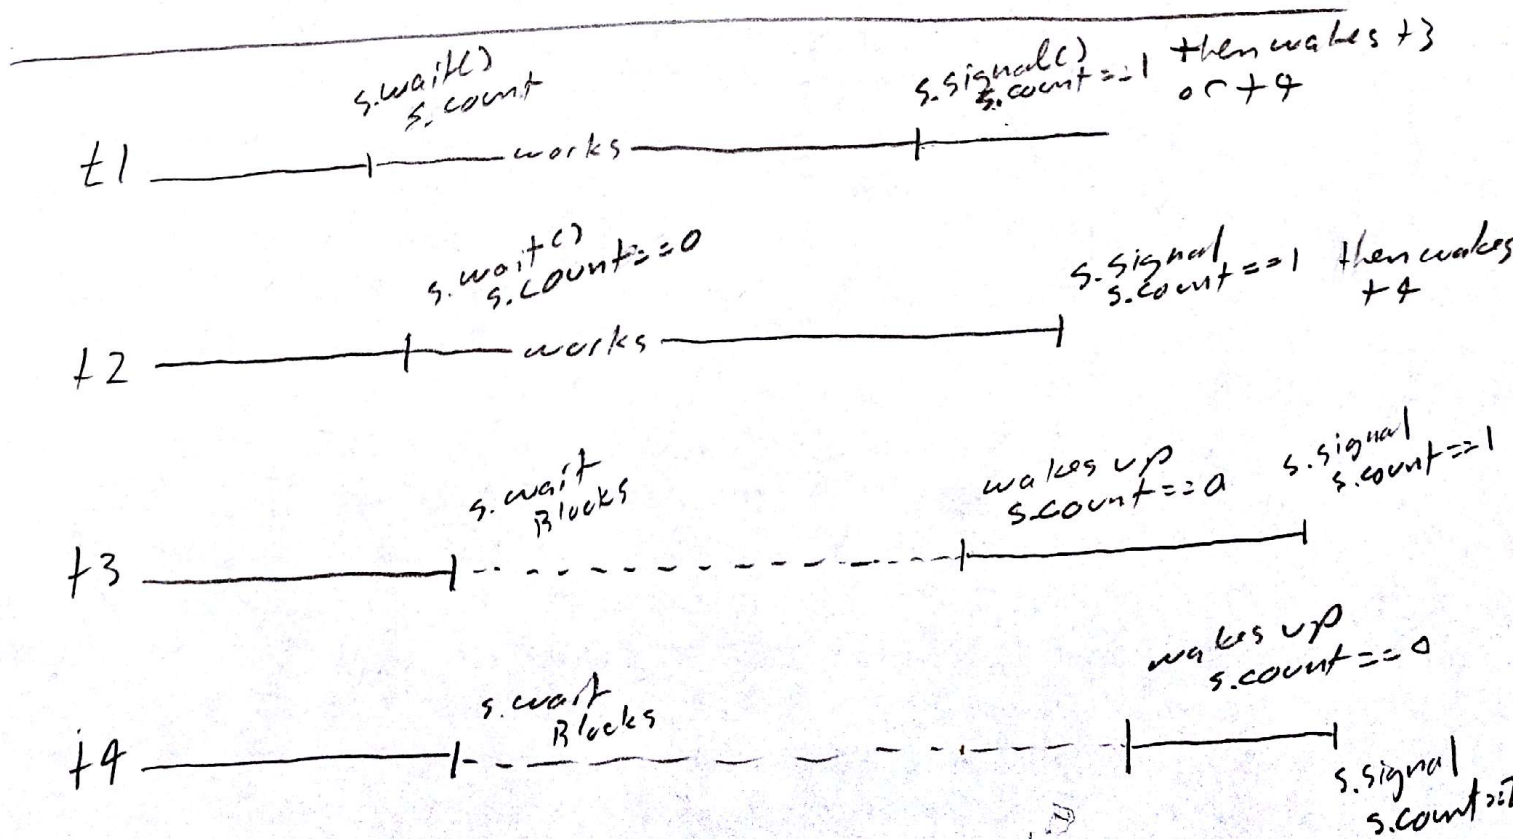 s.wait()
s.count
s.signal()
s.count==1 then wakes t3
or t4
t1
works
s.wait()
s.count==0
s.signal
s.count==1 then wakes
t4
t2
works
s.wait
Blocks
wakes up
s.count==0
s.signal
s.count==1
t3
s.wait
Blocks
wakes up
s.count==0
t4
s.signal